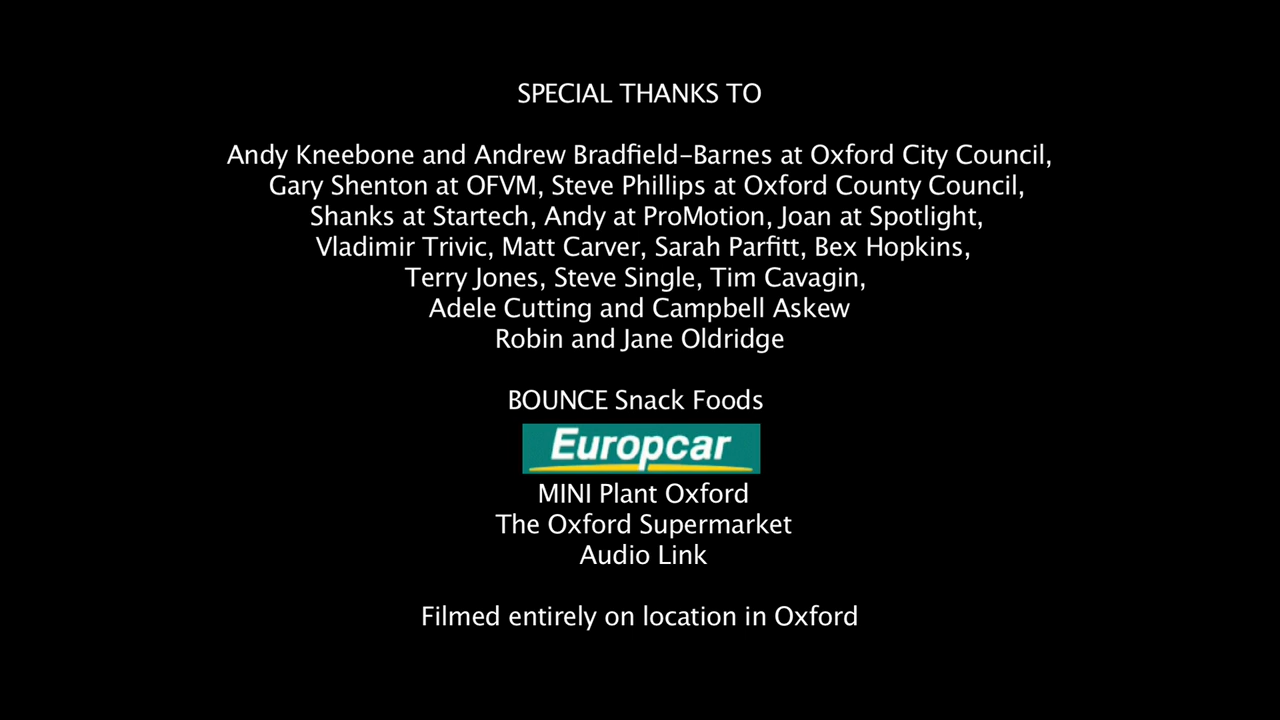 SPECIAL THANKS TO
Andy Kneebone and Andrew Bradfield-Barnes at Oxford City Council,
Gary Shenton at OFVM, Steve Phillips at Oxford County Council,
Shanks at Startech, Andy at ProMotion, Joan at Spotlight,
Vladimir Trivic, Matt Carver, Sarah Parfitt, Bex Hopkins,
Terry Jones, Steve Single, Tim Cavagin,
Adele Cutting and Campbell Askew
Robin and Jane Oldridge
BOUNCE Snack Foods
Europcar
MINI Plant Oxford
The Oxford Supermarket
Audio Link
Filmed entirely on location in Oxford